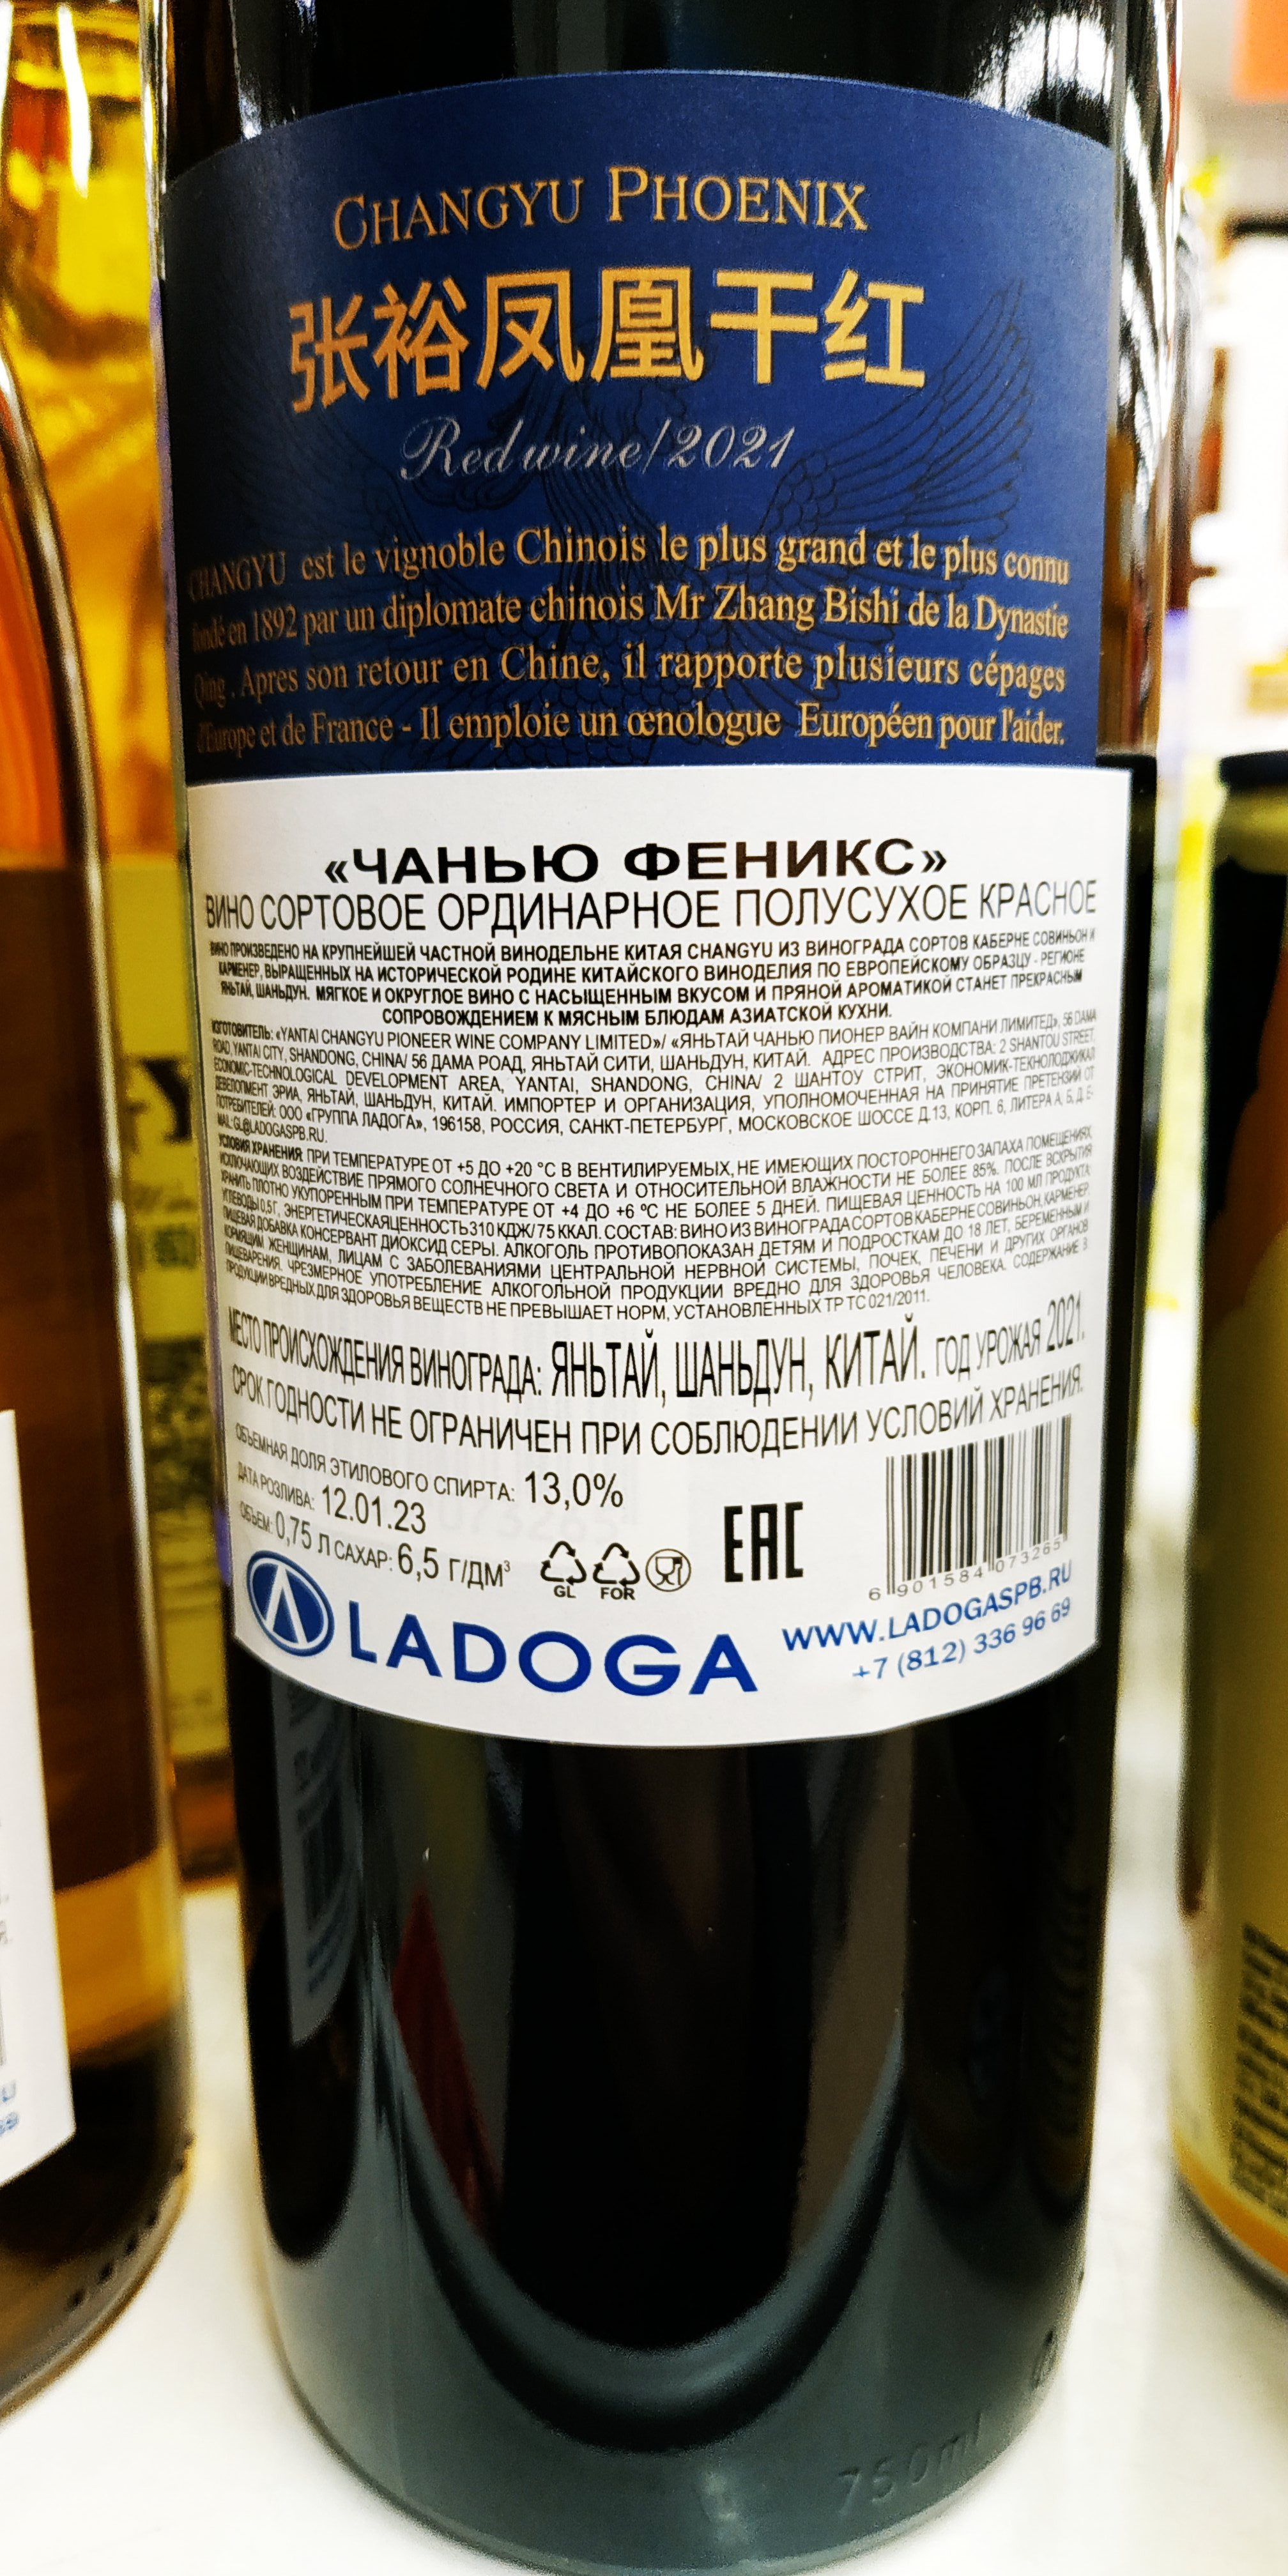 CHANGYU PHOENIX
张裕凤凰干红
Red wine/2021
CHANGYU est le vignoble Chinois le plus grand et le plus connu
fondé en 1892 par un diplomate chinois Mr Zhang Bishi de la Dynastie
Qing . Apres son retour en Chine, il rapporte plusieurs cépages
d'Europe et de France - Il emploie un œnologue Européen pour l'aider.
«ЧАНЬЮ ФЕНИКС»
ВИНО СОРТОВОЕ ОРДИНАРНОЕ ПОЛУСУХОЕ КРАСНОЕ
ВИНО ПРОИЗВЕДЕНО НА КРУПНЕЙШЕЙ ЧАСТНОЙ ВИНОДЕЛЬНЕ КИТАЯ CHANGYU ИЗ ВИНОГРАДА СОРТОВ КАБЕРНЕ СОВИНЬОН И
КАРМЕНЕР, ВЫРАЩЕННЫХ НА ИСТОРИЧЕСКОЙ РОДИНЕ КИТАЙСКОГО ВИНОДЕЛИЯ ПО ЕВРОПЕЙСКОМУ ОБРАЗЦУ - РЕГИОНЕ
ЯНЬТАЙ, ШАНЬДУН. МЯГКОЕ И ОКРУГЛОЕ ВИНО С НАСЫЩЕННЫМ ВКУСОМ И ПРЯНОЙ АРОМАТИКОЙ СТАНЕТ ПРЕКРАСНЫМ
СОПРОВОЖДЕНИЕМ К МЯСНЫМ БЛЮДАМ АЗИАТСКОЙ КУХНИ.
ИЗГОТОВИТЕЛЬ: «YANTAI CHANGYU PIONEER WINE COMPANY LIMITED»/ «ЯНЬТАЙ ЧАНЬЮ ПИОНЕР ВАЙН КОМПАНИ ЛИМИТЕД», 56 DAMA
ROAD, YANTAI CITY, SHANDONG, CHINA/ 56 ДАМА РОАД, ЯНЬТАЙ СИТИ, ШАНЬДУН, КИТАЙ. АДРЕС ПРОИЗВОДСТВА: 2 SHANTOU STREET,
ECONOMIC-TECHNOLOGICAL DEVELOPMENT AREA, YANTAI, SHANDONG, CHINA/ 2 ШАНТОУ СТРИТ, ЭКОНОМИК-ТЕКНОЛОДЖИКАЛ
ДЕВЕЛОПМЕНТ ЭРИА, ЯНЬТАЙ, ШАНЬДУН, КИТАЙ. ИМПОРТЕР И ОРГАНИЗАЦИЯ, УПОЛНОМОЧЕННАЯ НА ПРИНЯТИЕ ПРЕТЕНЗИЙ ОТ
ПОТРЕБИТЕЛЕЙ: ООО «ГРУППА ЛАДОГА», 196158, РОССИЯ, САНКТ-ПЕТЕРБУРГ, МОСКОВСКОЕ ШОССЕ Д.13, КОРП. 6, ЛИТЕРА А, Б, Д. E-
MAIL: GL@LADOGASPB.RU.
УСЛОВИЯ ХРАНЕНИЯ: ПРИ ТЕМПЕРАТУРЕ ОТ +5 ДО +20 °С В ВЕНТИЛИРУЕМЫХ, НЕ ИМЕЮЩИХ ПОСТОРОННЕГО ЗАПАХА ПОМЕЩЕНИЯХ,
ИСКЛЮЧАЮЩИХ ВОЗДЕЙСТВИЕ ПРЯМОГО СОЛНЕЧНОГО СВЕТА И ОТНОСИТЕЛЬНОЙ ВЛАЖНОСТИ НЕ БОЛЕЕ 85%. ПОСЛЕ ВСКРЫТИЯ
ХРАНИТЬ ПЛОТНО УКУПОРЕННЫМ ПРИ ТЕМПЕРАТУРЕ ОТ +4 ДО +6 °С НЕ БОЛЕЕ 5 ДНЕЙ. ПИЩЕВАЯ ЦЕННОСТЬ НА 100 МЛ ПРОДУКТА:
УГЛЕВОДЫ 0,5 Г, ЭНЕРГЕТИЧЕСКАЯ ЦЕННОСТЬ 310 КДЖ/75 ККАЛ. СОСТАВ: ВИНО ИЗ ВИНОГРАДА СОРТОВ КАБЕРНЕ СОВИНЬОН, КАРМЕНЕР,
ПИЩЕВАЯ ДОБАВКА КОНСЕРВАНТ ДИОКСИД СЕРЫ. АЛКОГОЛЬ ПРОТИВОПОКАЗАН ДЕТЯМ И ПОДРОСТКАМ ДО 18 ЛЕТ, БЕРЕМЕННЫМ И
КОРМЯЩИМ ЖЕНЩИНАМ, ЛИЦАМ С ЗАБОЛЕВАНИЯМИ ЦЕНТРАЛЬНОЙ НЕРВНОЙ СИСТЕМЫ, ПОЧЕК, ПЕЧЕНИ И ДРУГИХ ОРГАНОВ
ПИЩЕВАРЕНИЯ. ЧРЕЗМЕРНОЕ УПОТРЕБЛЕНИЕ АЛКОГОЛЬНОЙ ПРОДУКЦИИ ВРЕДНО ДЛЯ ЗДОРОВЬЯ ЧЕЛОВЕКА. СОДЕРЖАНИЕ В
ПРОДУКЦИИ ВРЕДНЫХ ДЛЯ ЗДОРОВЬЯ ВЕЩЕСТВ НЕ ПРЕВЫШАЕТ НОРМ, УСТАНОВЛЕННЫХ ТР ТС 021/2011.
МЕСТО ПРОИСХОЖДЕНИЯ ВИНОГРАДА: ЯНЬТАЙ, ШАНЬДУН, КИТАЙ. ГОД УРОЖАЯ 2021.
СРОК ГОДНОСТИ НЕ ОГРАНИЧЕН ПРИ СОБЛЮДЕНИИ УСЛОВИЙ ХРАНЕНИЯ.
ОБЪЕМНАЯ ДОЛЯ ЭТИЛОВОГО СПИРТА: 13,0%
ДАТА РОЗЛИВА: 12.01.23
ОБЪЕМ: 0,75 Л САХАР: 6,5 Г/ДМ³
GL FOR
EAC
6 901584 073265
LADOGA
WWW.LADOGASPB.RU
+7 (812) 336 96 69
750ml